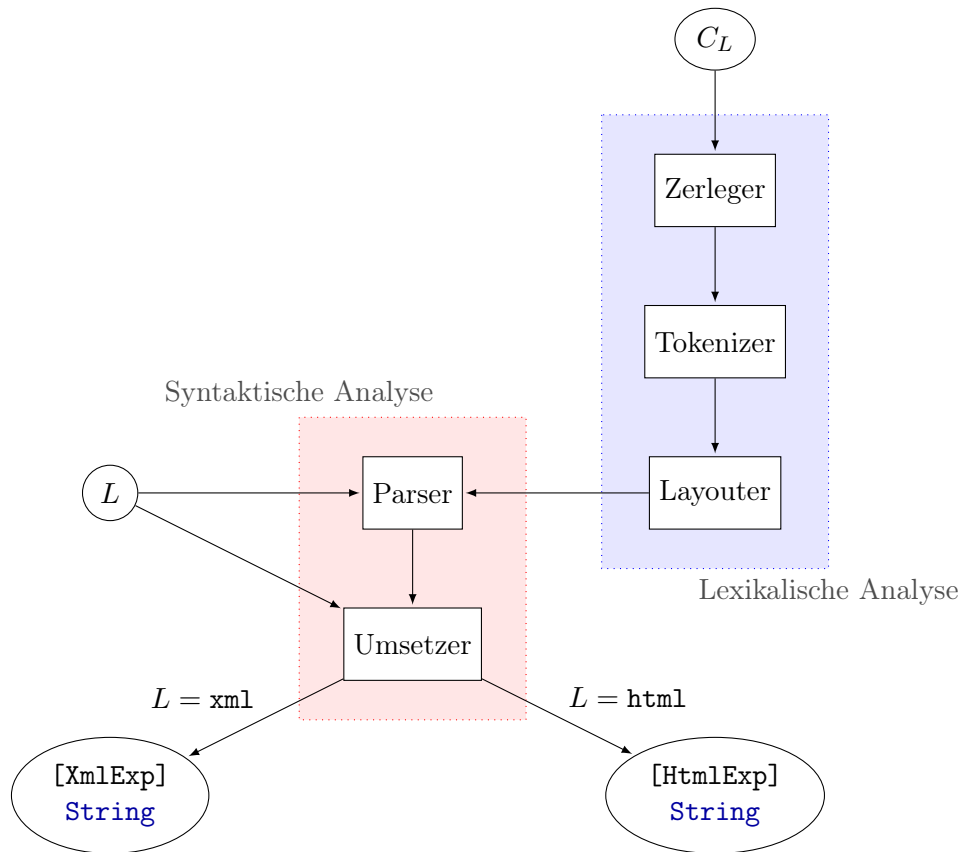 C_L
Zerleger
Tokenizer
Syntaktische Analyse
L
Parser
Layouter
Lexikalische Analyse
Umsetzer
L = xml
L = html
[XmlExp]
String
[HtmlExp]
String